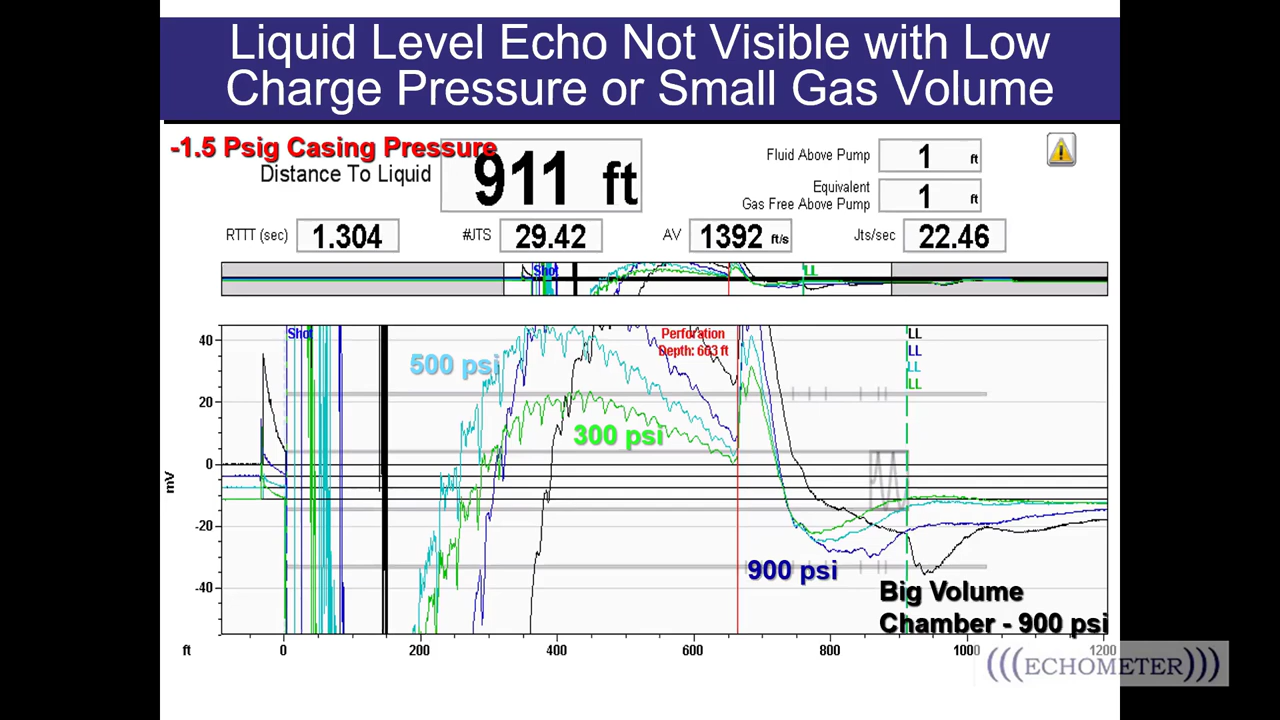 Liquid Level Echo Not Visible with Low
Charge Pressure or Small Gas Volume
-1.5 Psig Casing Pressure
Distance To Liquid
911 ft
Fluid Above Pump
1 ft
Equivalent
Gas Free Above Pump
1 ft
RTTT (sec) 1.304
#JTS 29.42
AV 1392 ft/s
Jts/sec 22.46
Shot
LL
Shot
Perforation
Depth: 663 ft
LL
LL
LL
LL
500 psi
300 psi
900 psi
Big Volume
Chamber - 900 psi
mV
40
20
0
-20
-40
ft
0
200
400
600
800
1000
1200
(((ECHOMETER)))